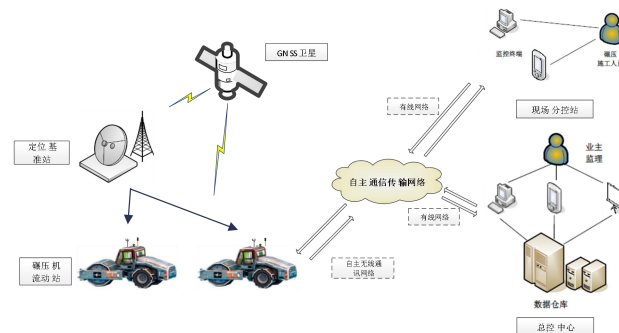 GNSS卫星
监控终端
碾压
施工人
现场分控站
有线网络
定位基
准站
业主
监理
自主通信传输网络
有线网络
碾压机
流动站
自主无线通
讯网络
数据仓库
总控中心